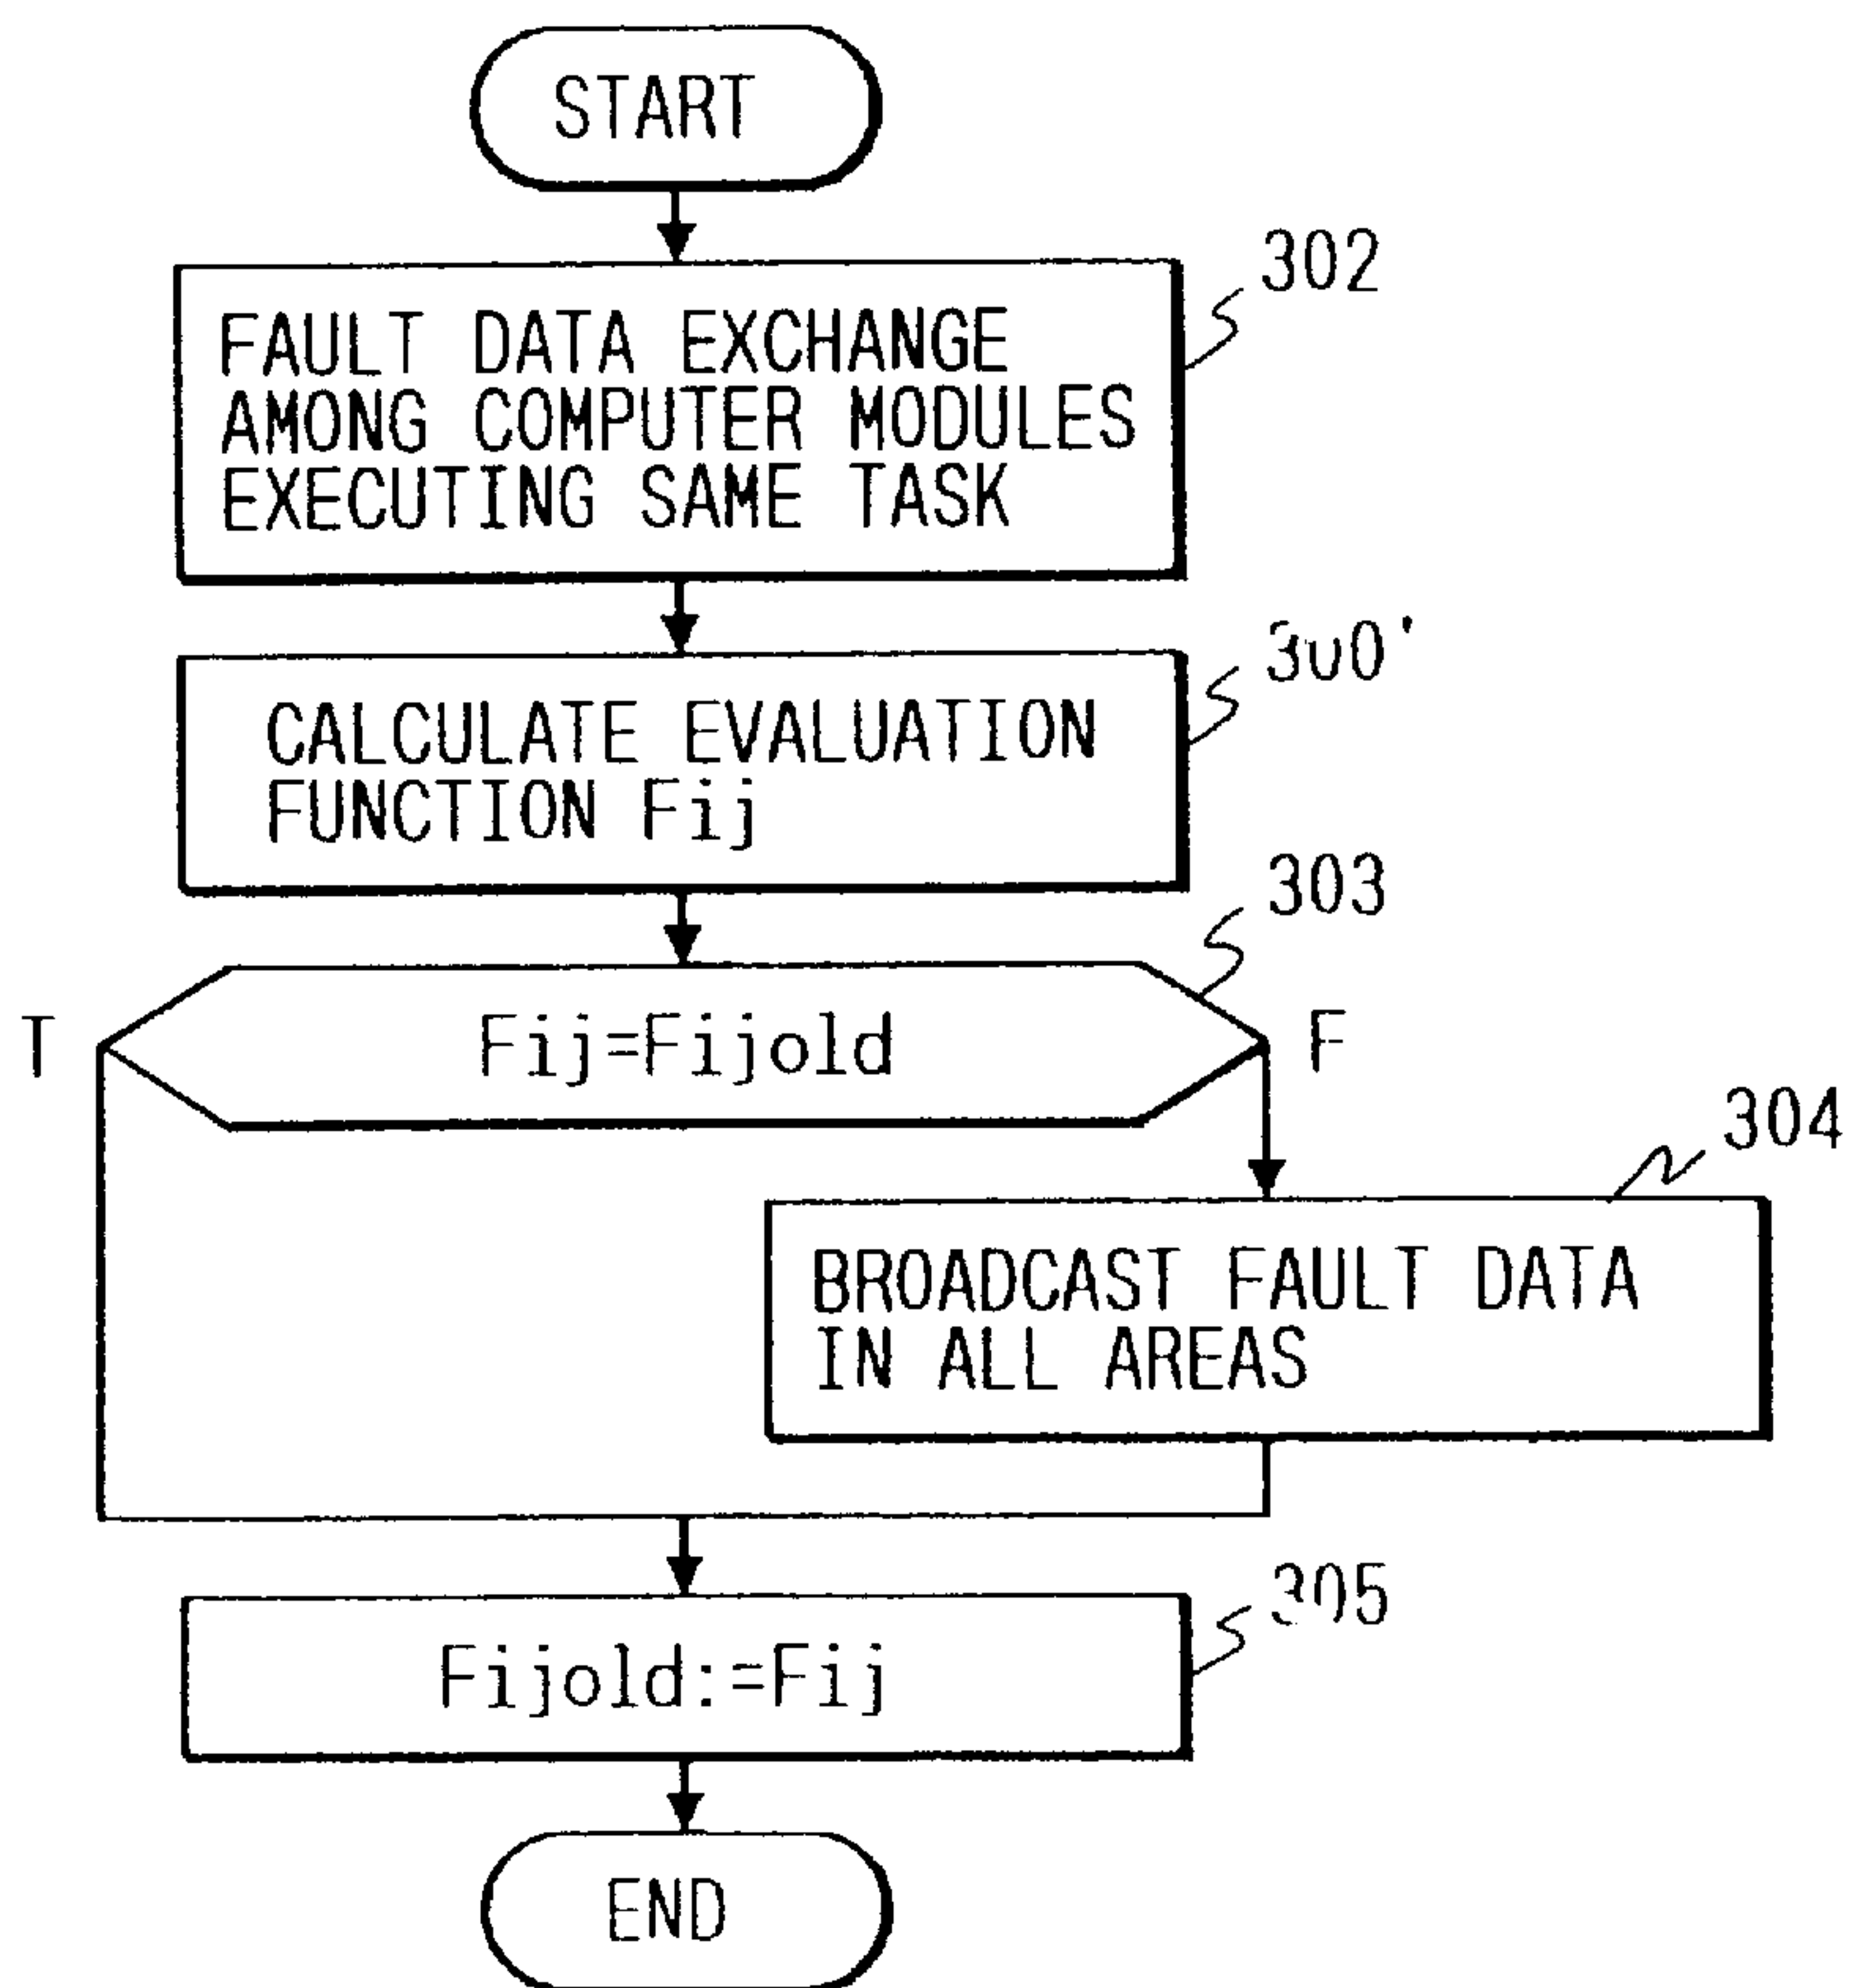 START
302
FAULT DATA EXCHANGE
AMONG COMPUTER MODULES
EXECUTING SAME TASK
300'
CALCULATE EVALUATION
FUNCTION Fij
303
T
Fij=Fijold
F
304
BROADCAST FAULT DATA
IN ALL AREAS
305
Fijold:=Fij
END